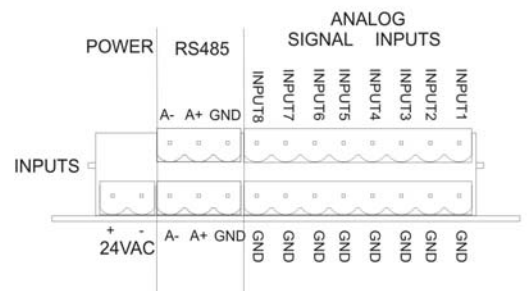 ANALOG
POWER RS485 SIGNAL INPUTS
A- A+ GND INPUT8 INPUT7 INPUT6 INPUT5 INPUT4 INPUT3 INPUT2 INPUT1
INPUTS
+ - A- A+ GND GND GND GND GND GND GND GND GND
24VAC